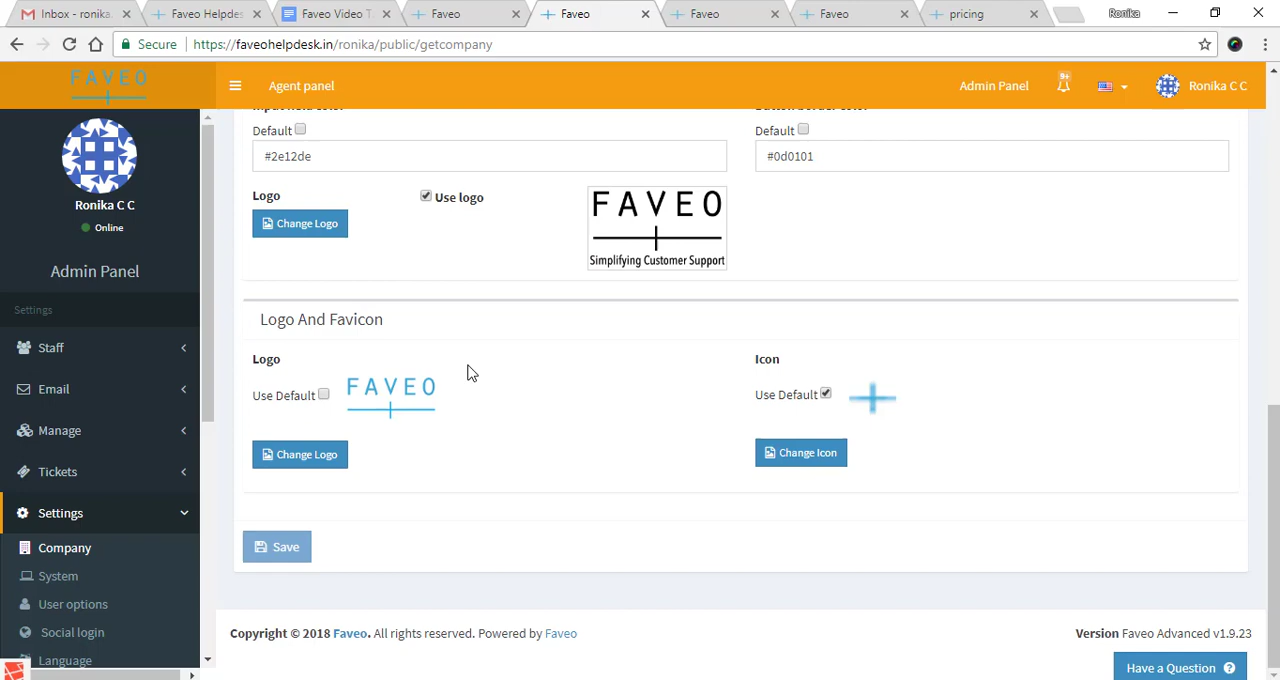 Inbox - ronika.
Faveo Helpdes
Faveo Video T
Faveo
Faveo
Faveo
Faveo
pricing
Ronika
Secure
https://faveohelpdesk.in/ronika/public/getcompany
FAVEO
Agent panel
Admin Panel
9+
Ronika C C
Default
Default
#2e12de
#0d0101
Logo
Use logo
Change Logo
FAVEO
Simplifying Customer Support
Ronika C C
Online
Admin Panel
Settings
Staff
Email
Manage
Tickets
Settings
Company
System
User options
Social login
Language
Logo And Favicon
Logo
Icon
Use Default
FAVEO
Use Default
Change Logo
Change Icon
Save
Copyright © 2018 Faveo. All rights reserved. Powered by Faveo
Version Faveo Advanced v1.9.23
Have a Question